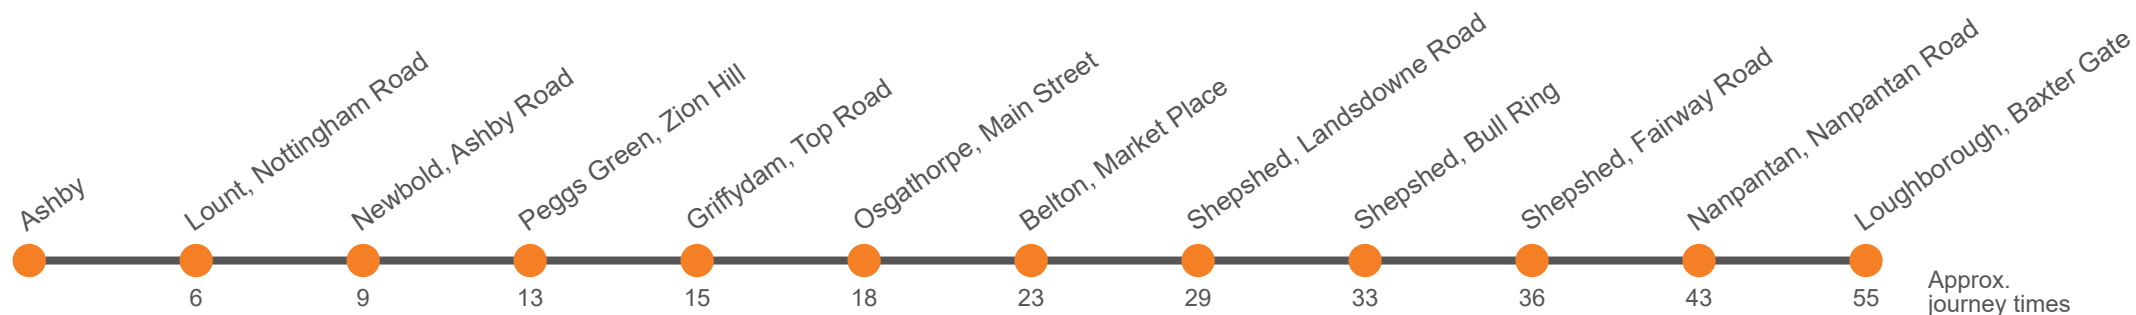 Ashby
Lount, Nottingham Road
Newbold, Ashby Road
Peggs Green, Zion Hill
Griffydam, Top Road
Osgathorpe, Main Street
Belton, Market Place
Shepshed, Landsdowne Road
Shepshed, Bull Ring
Shepshed, Fairway Road
Nanpantan, Nanpantan Road
Loughborough, Baxter Gate
6
9
13
15
18
23
29
33
36
43
55
Approx.
journey times